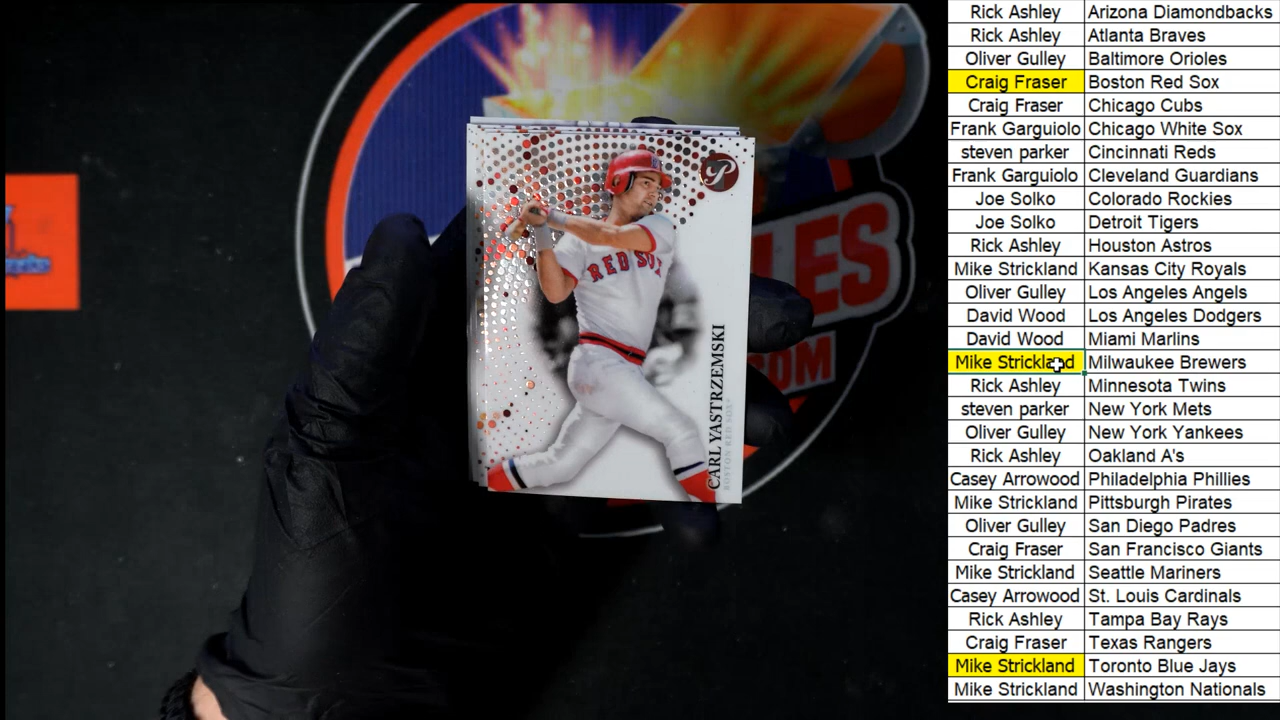 P
RED SOX
CARL YASTRZEMSKI
BOSTON RED SOX
LES
COM
Rick Ashley Arizona Diamondbacks
Rick Ashley Atlanta Braves
Oliver Gulley Baltimore Orioles
Craig Fraser Boston Red Sox
Craig Fraser Chicago Cubs
Frank Garguiolo Chicago White Sox
steven parker Cincinnati Reds
Frank Garguiolo Cleveland Guardians
Joe Solko Colorado Rockies
Joe Solko Detroit Tigers
Rick Ashley Houston Astros
Mike Strickland Kansas City Royals
Oliver Gulley Los Angeles Angels
David Wood Los Angeles Dodgers
David Wood Miami Marlins
Mike Strickland Milwaukee Brewers
Rick Ashley Minnesota Twins
steven parker New York Mets
Oliver Gulley New York Yankees
Rick Ashley Oakland A's
Casey Arrowood Philadelphia Phillies
Mike Strickland Pittsburgh Pirates
Oliver Gulley San Diego Padres
Craig Fraser San Francisco Giants
Mike Strickland Seattle Mariners
Casey Arrowood St. Louis Cardinals
Rick Ashley Tampa Bay Rays
Craig Fraser Texas Rangers
Mike Strickland Toronto Blue Jays
Mike Strickland Washington Nationals